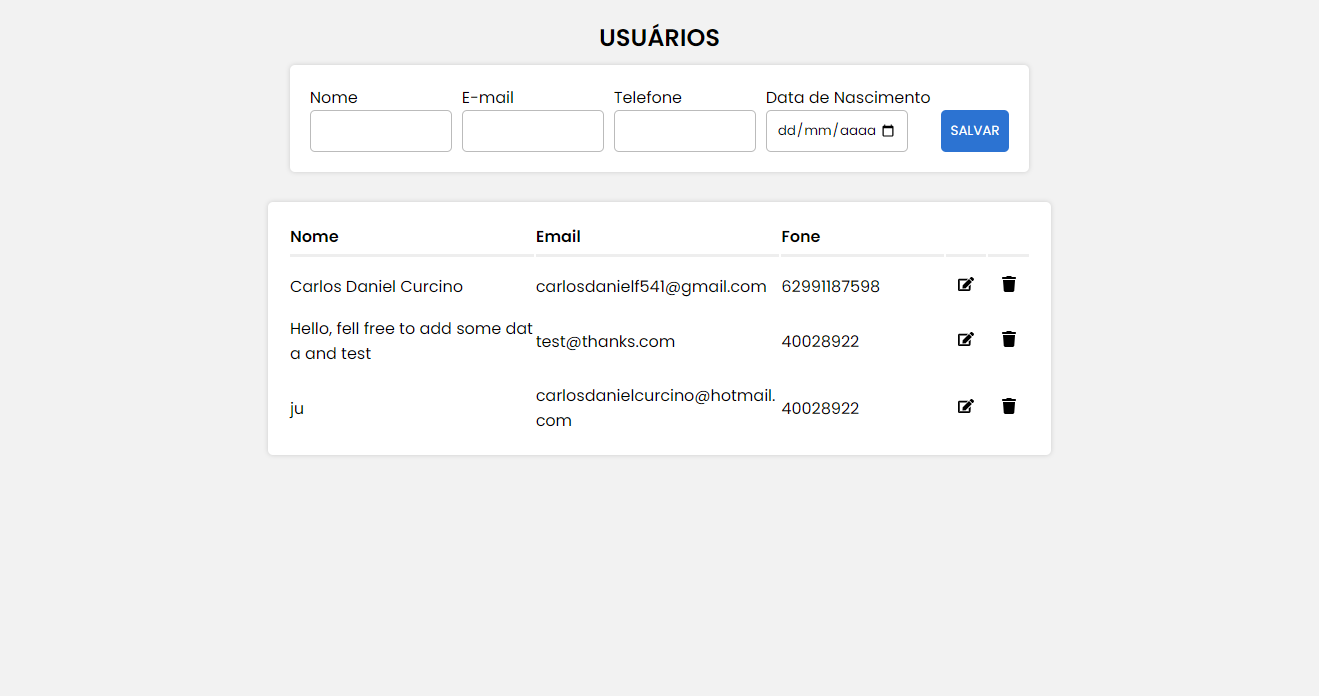 USUÁRIOS
Nome E-mail Telefone Data de Nascimento
dd/mm/aaaa SALVAR
Nome Email Fone
Carlos Daniel Curcino carlosdanielf541@gmail.com 62991187598
Hello, fell free to add some dat
a and test
test@thanks.com 40028922
ju
carlosdanielcurcino@hotmail.
com
40028922